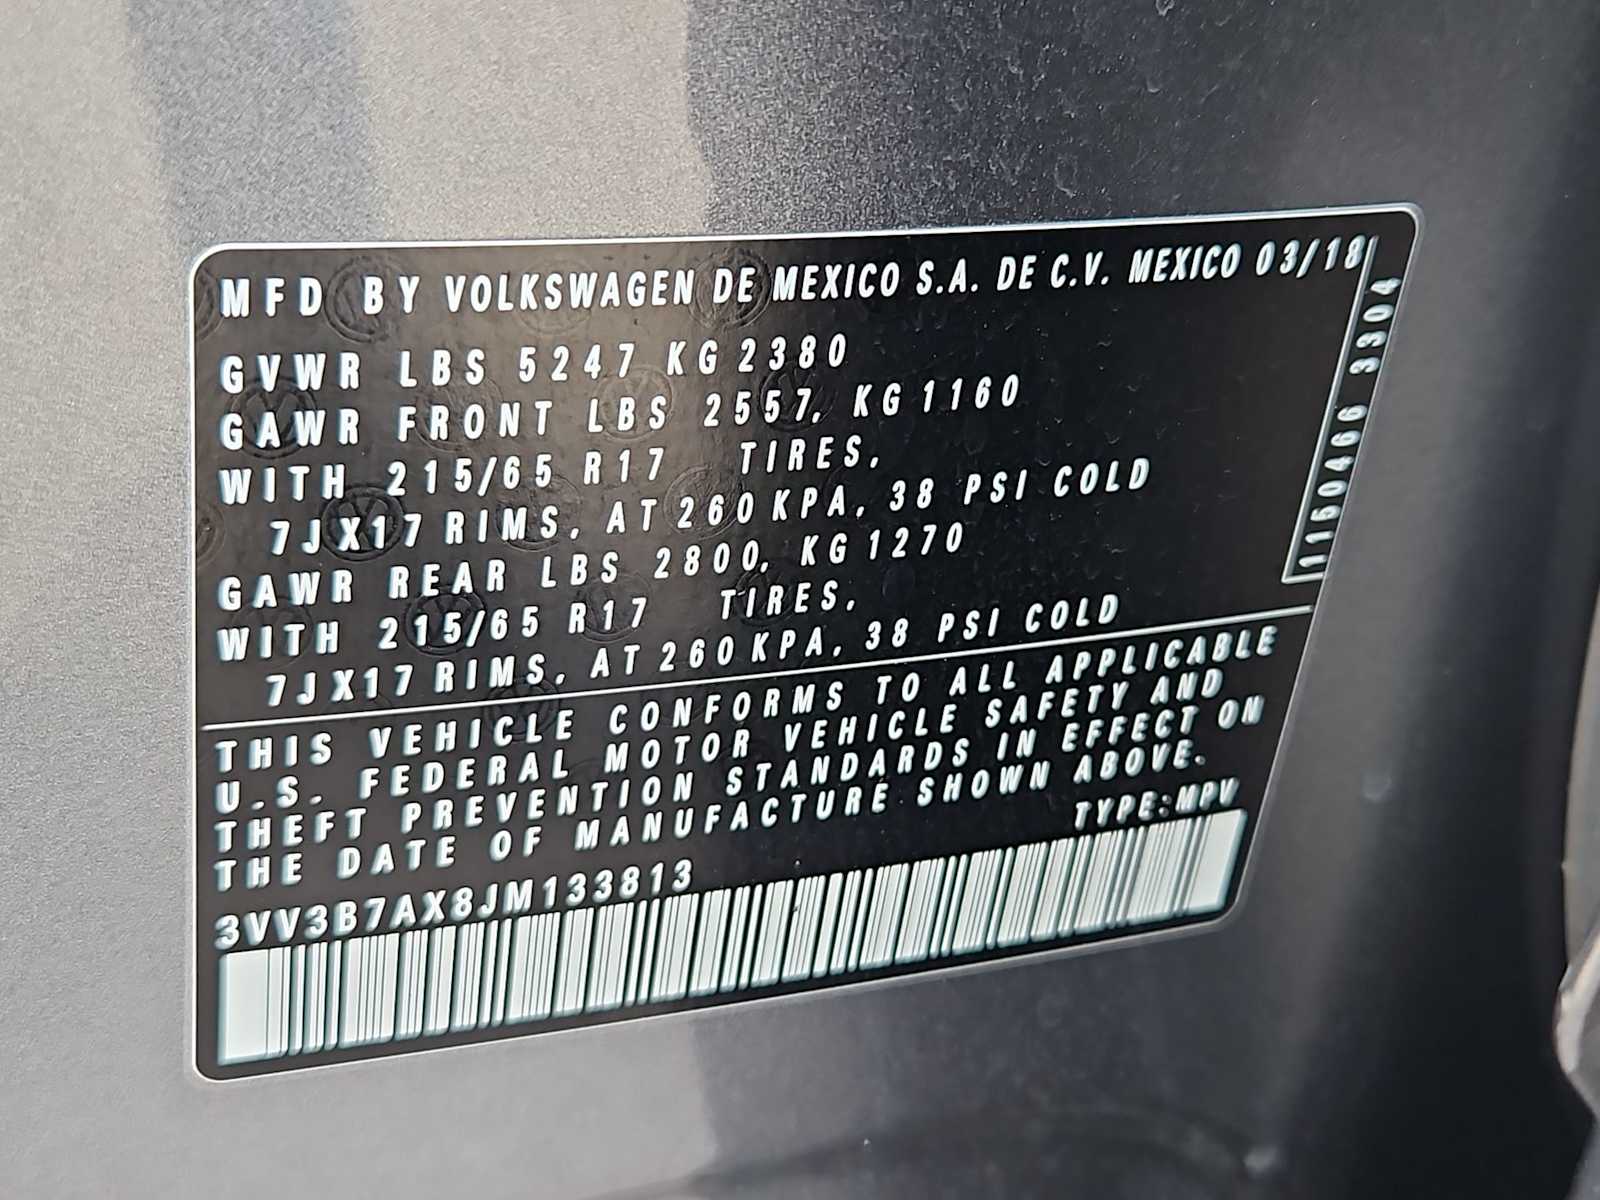 MFD BY VOLKSWAGEN DE MEXICO S.A. DE C.V. MEXICO 03/18
GVWR LBS 5247 KG 2380
GAWR FRONT LBS 2557, KG 1160
WITH 215/65 R17 TIRES,
7JX17 RIMS, AT 260 KPA, 38 PSI COLD
GAWR REAR LBS 2800, KG 1270
WITH 215/65 R17 TIRES,
7JX17 RIMS, AT 260 KPA, 38 PSI COLD
1150466 3304
THIS VEHICLE CONFORMS TO ALL APPLICABLE
U.S. FEDERAL MOTOR VEHICLE SAFETY AND
THEFT PREVENTION STANDARDS IN EFFECT ON
THE DATE OF MANUFACTURE SHOWN ABOVE.
TYPE:MPV
3VV3B7AX8JM133813